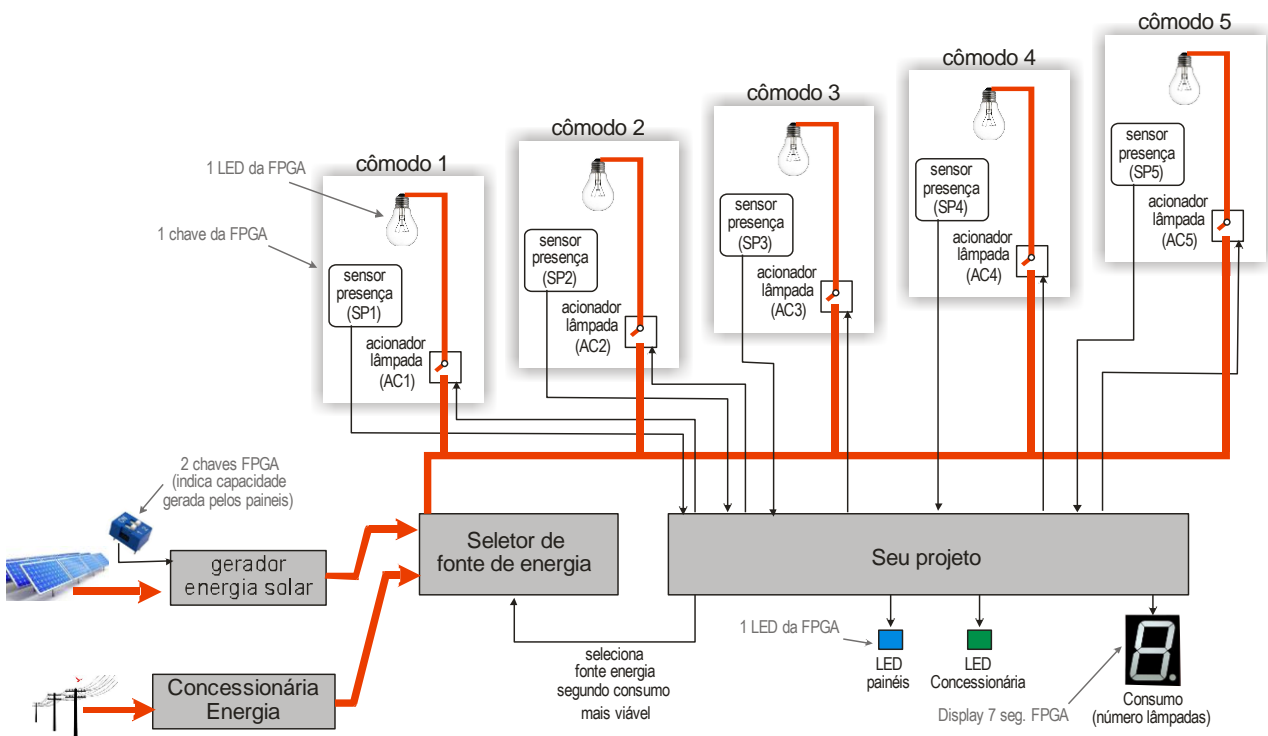 cômodo 1
cômodo 2
cômodo 3
cômodo 4
cômodo 5
1 LED da FPGA
1 chave da FPGA
sensor
presença
(SP1)
acionador
lâmpada
(AC1)
sensor
presença
(SP2)
acionador
lâmpada
(AC2)
sensor
presença
(SP3)
acionador
lâmpada
(AC3)
sensor
presença
(SP4)
acionador
lâmpada
(AC4)
sensor
presença
(SP5)
acionador
lâmpada
(AC5)
2 chaves FPGA
(indica capacidade
gerada pelos paineis)
gerador
energia solar
Seletor de
fonte de energia
Seu projeto
Concessionária
Energia
seleciona
fonte energia
segundo consumo
mais viável
1 LED da FPGA
LED
painéis
LED
Concessionária
Display 7 seg. FPGA
Consumo
(número lâmpadas)